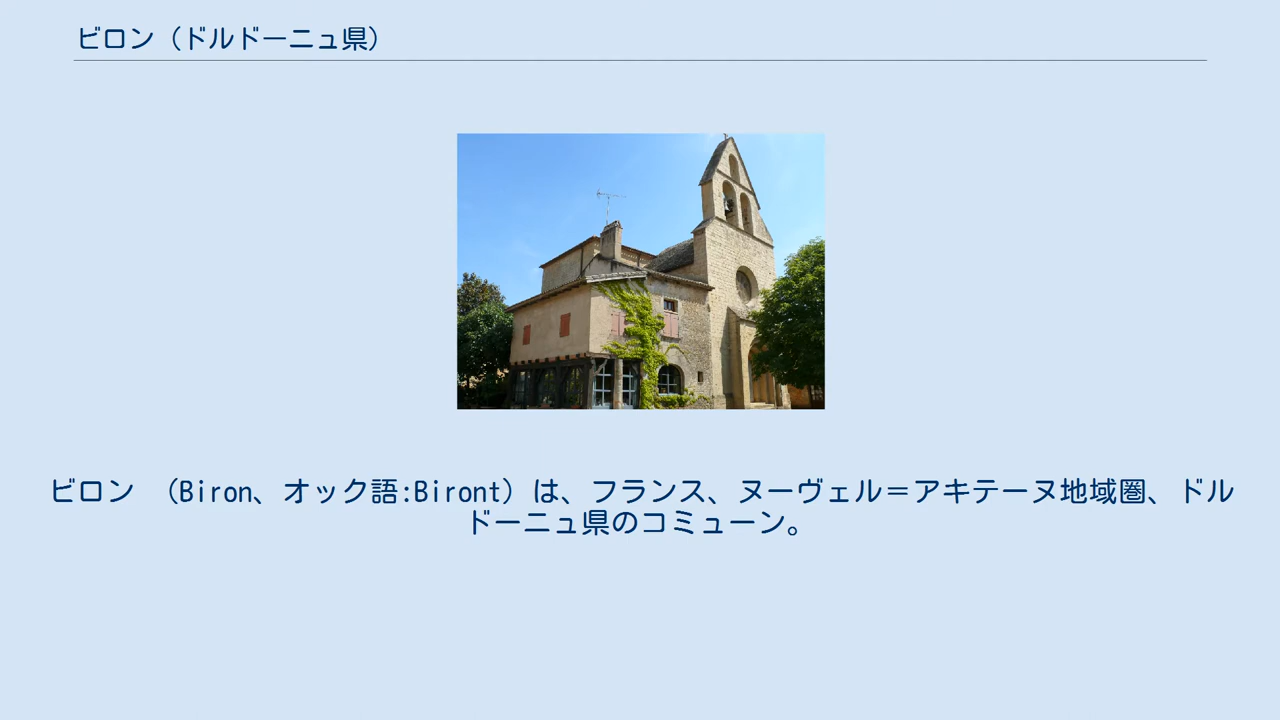 ビロン（ドルドーニュ県）
ビロン　（Biron、オック語:Biront）は、フランス、ヌーヴェル＝アキテーヌ地域圏、ドル
ドーニュ県のコミューン。